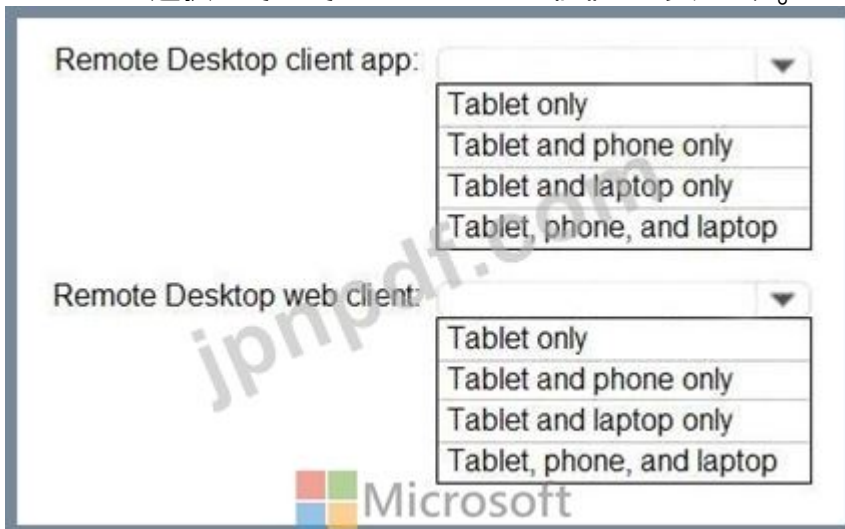 Remote Desktop client app:
Tablet only
Tablet and phone only
Tablet and laptop only
Tablet, phone, and laptop
Remote Desktop web client:
Tablet only
Tablet and phone only
Tablet and laptop only
Tablet, phone, and laptop
jpnpdf.com
Microsoft